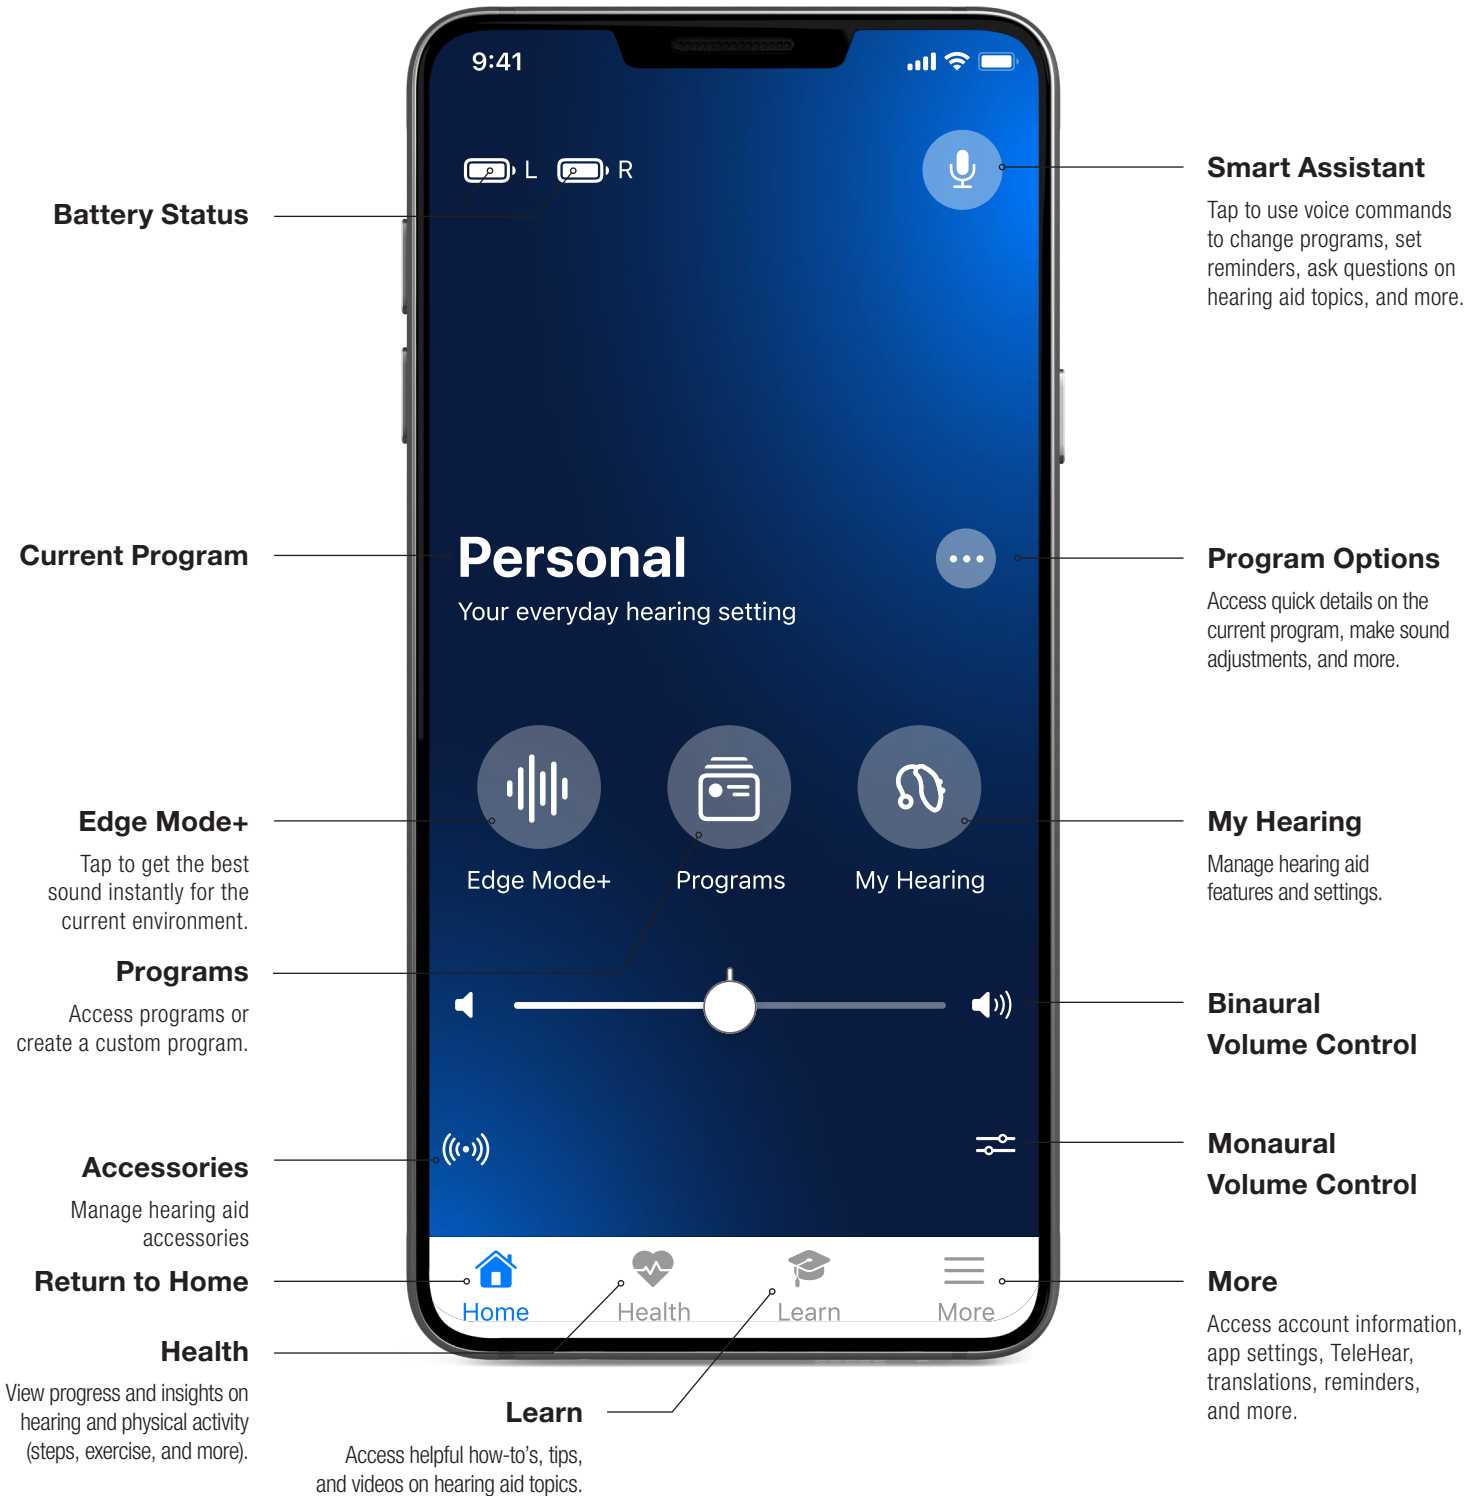 9:41
L R
Battery Status
Smart Assistant
Tap to use voice commands
to change programs, set
reminders, ask questions on
hearing aid topics, and more.
Current Program
Personal
Your everyday hearing setting
Program Options
Access quick details on the
current program, make sound
adjustments, and more.
Edge Mode+
Tap to get the best
sound instantly for the
current environment.
Edge Mode+
Programs
My Hearing
My Hearing
Manage hearing aid
features and settings.
Programs
Access programs or
create a custom program.
Binaural
Volume Control
Accessories
Manage hearing aid
accessories
Monaural
Volume Control
Return to Home
Home
Health
Learn
More
More
Access account information,
app settings, TeleHear,
translations, reminders,
and more.
Health
View progress and insights on
hearing and physical activity
(steps, exercise, and more).
Learn
Access helpful how-to's, tips,
and videos on hearing aid topics.